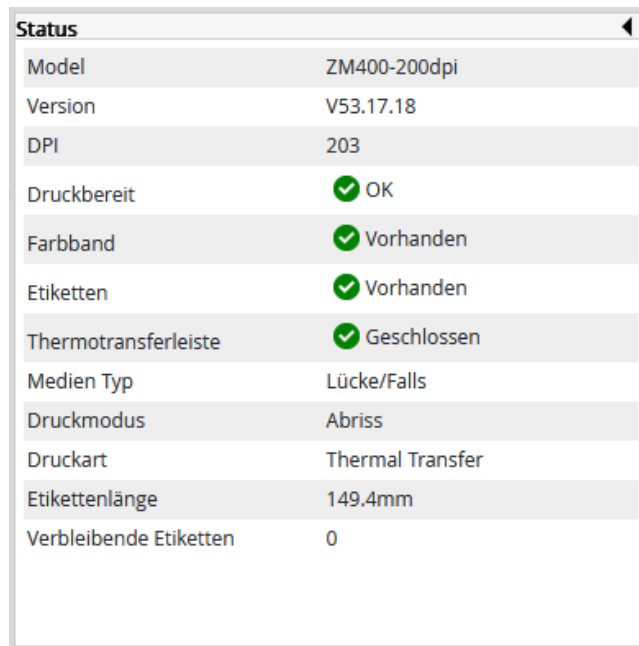 Status
Model ZM400-200dpi
Version V53.17.18
DPI 203
Druckbereit OK
Farbband Vorhanden
Etiketten Vorhanden
Thermotransferleiste Geschlossen
Medien Typ Lücke/Falls
Druckmodus Abriss
Druckart Thermal Transfer
Etikettenlänge 149.4mm
Verbleibende Etiketten 0